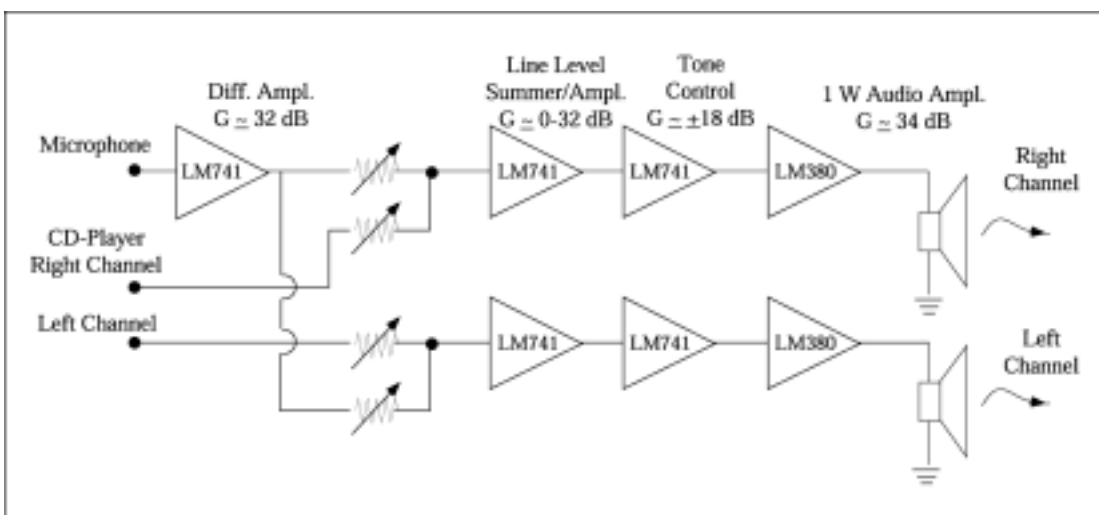 Diff. Ampl.
G ≃ 32 dB
Line Level
Summer/Ampl.
G ≃ 0-32 dB
Tone
Control
G ≃ ±18 dB
1 W Audio Ampl.
G ≃ 34 dB
Microphone
LM741
LM741
LM741
LM380
Right
Channel
CD-Player
Right Channel
Left Channel
LM741
LM741
LM380
Left
Channel